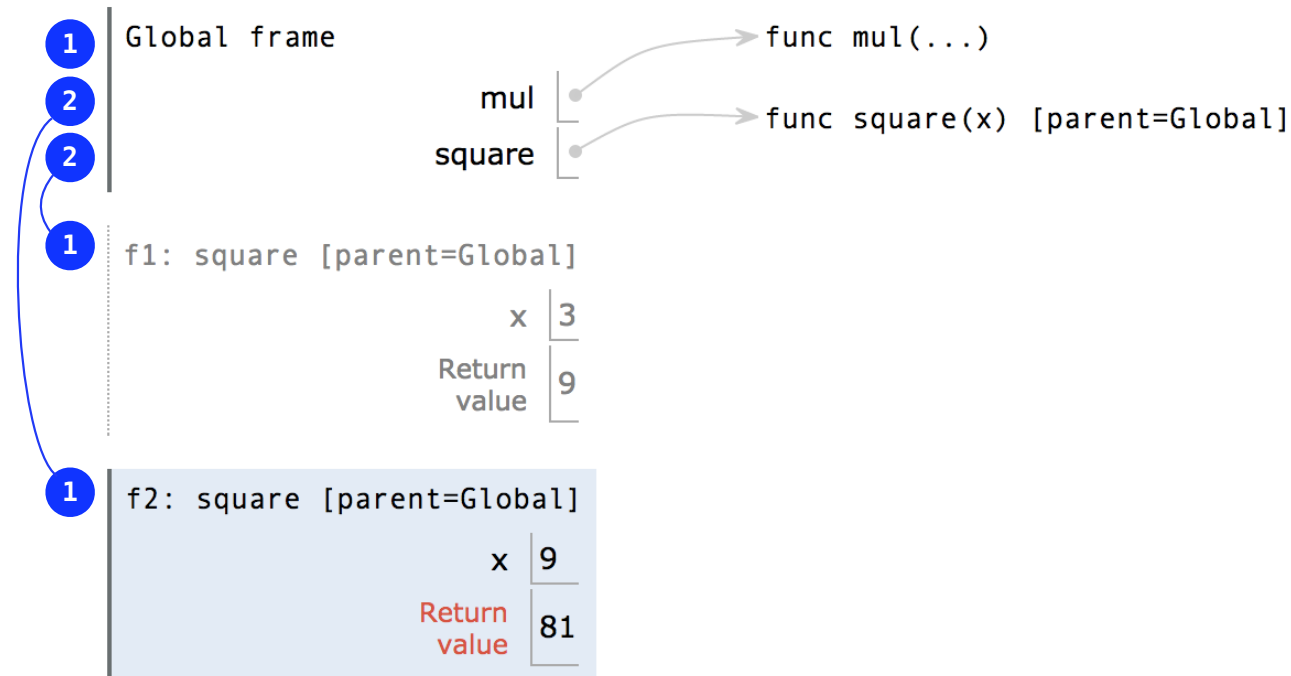 1 Global frame func mul(...)
2 mul
func square(x) [parent=Global]
2 square
1 f1: square [parent=Global]
x 3
Return
value 9
1 f2: square [parent=Global]
x 9
Return
value 81